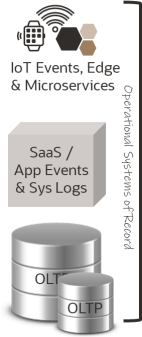 IoT Events, Edge
& Microservices
Operational Systems of Record
SaaS /
App Events
& Sys Logs
OLTP
OLTP